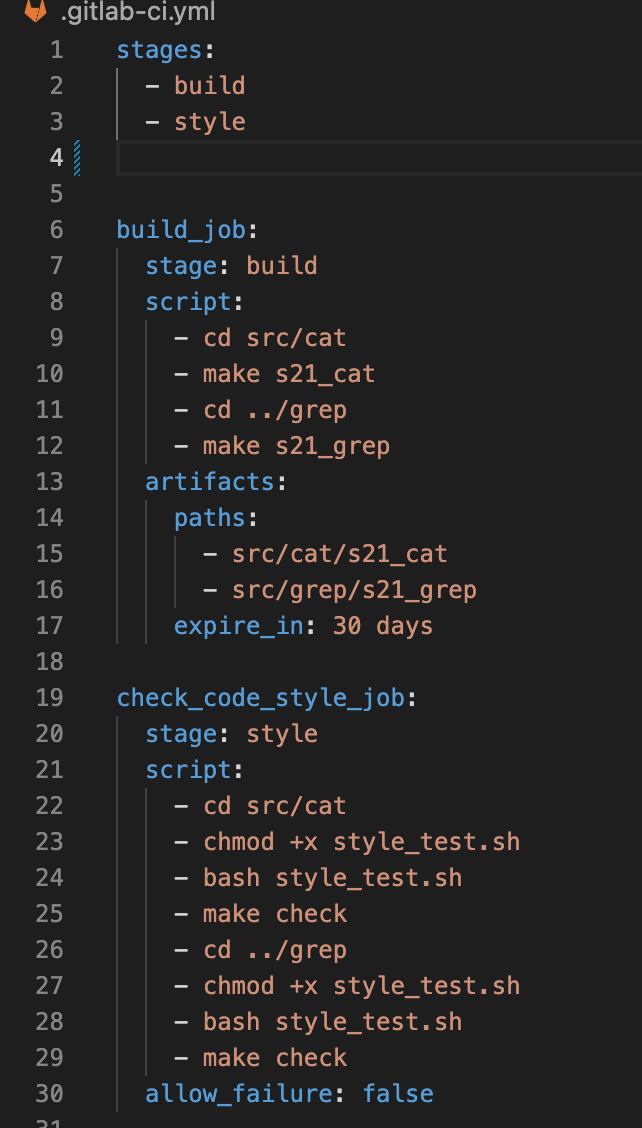 .gitlab-ci.yml
1 stages:
2 - build
3 - style
4
5
6 build_job:
7 stage: build
8 script:
9 - cd src/cat
10 - make s21_cat
11 - cd ../grep
12 - make s21_grep
13 artifacts:
14 paths:
15 - src/cat/s21_cat
16 - src/grep/s21_grep
17 expire_in: 30 days
18
19 check_code_style_job:
20 stage: style
21 script:
22 - cd src/cat
23 - chmod +x style_test.sh
24 - bash style_test.sh
25 - make check
26 - cd ../grep
27 - chmod +x style_test.sh
28 - bash style_test.sh
29 - make check
30 allow_failure: false
31